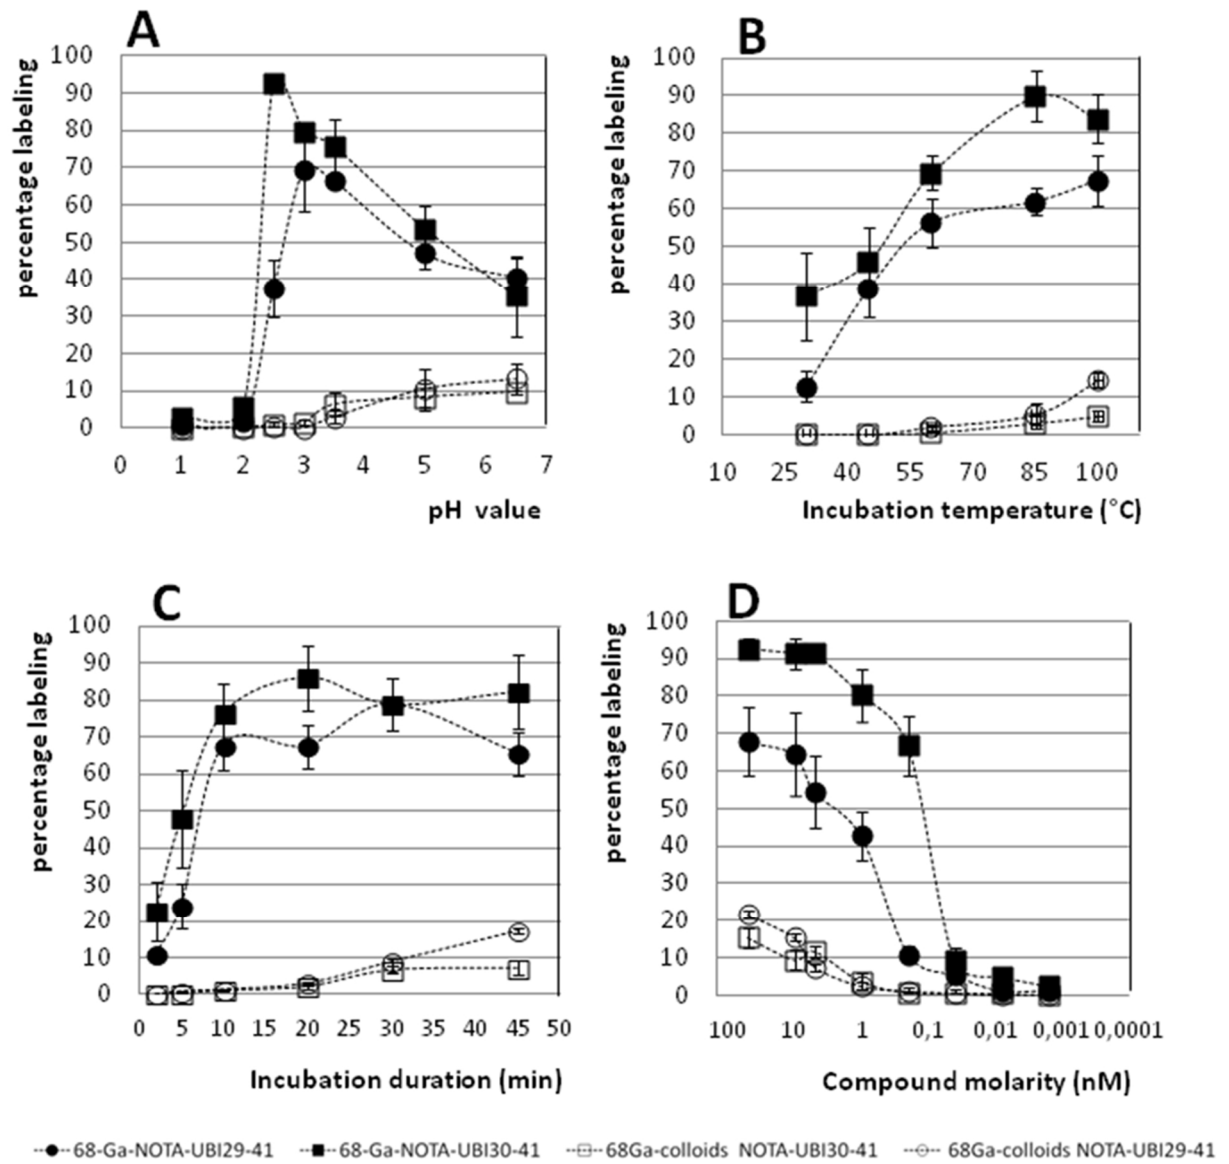 A
percentage labeling
100
90
80
70
60
50
40
30
20
10
0
0 1 2 3 4 5 6 7
pH value
B
percentage labeling
100
90
80
70
60
50
40
30
20
10
0
10 25 40 55 70 85 100
Incubation temperature (°C)
C
percentage labeling
100
90
80
70
60
50
40
30
20
10
0
0 5 10 15 20 25 30 35 40 45 50
Incubation duration (min)
D
percentage labeling
100
90
80
70
60
50
40
30
20
10
0
100 10 1 0,1 0,01 0,001 0,0001
Compound molarity (nM)
68-Ga-NOTA-UBI29-41 68-Ga-NOTA-UBI30-41 68Ga-colloids NOTA-UBI30-41 68Ga-colloids NOTA-UBI29-41